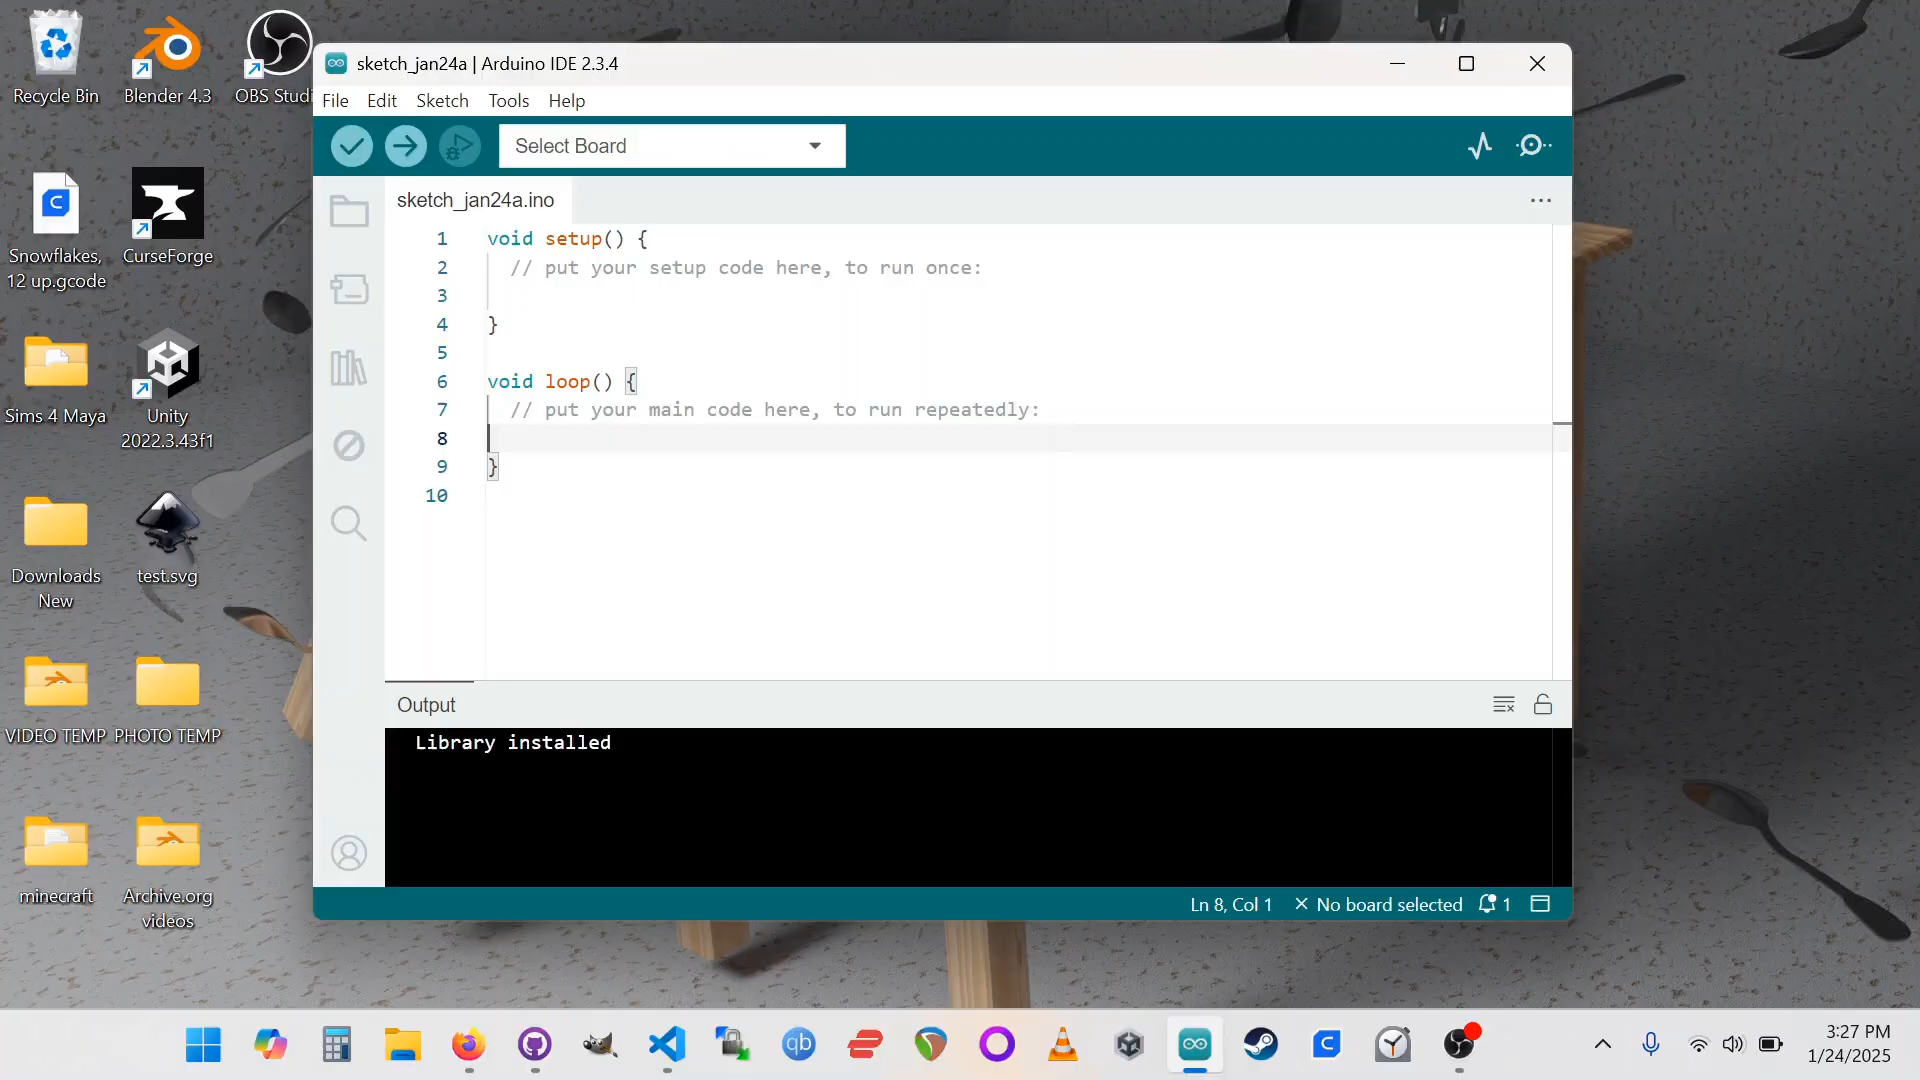 Recycle Bin
Blender 4.3
OBS Studi
Snowflakes,
12 up.gcode
CurseForge
Sims 4 Maya
Unity
2022.3.43f1
Downloads
New
test.svg
VIDEO TEMP
PHOTO TEMP
minecraft
Archive.org
videos
sketch_jan24a | Arduino IDE 2.3.4
File Edit Sketch Tools Help
Select Board
sketch_jan24a.ino
1 void setup() {
2 // put your setup code here, to run once:
3
4 }
5
6 void loop() {
7 // put your main code here, to run repeatedly:
8
9 }
10
Output
Library installed
Ln 8, Col 1 × No board selected 1
qb
3:27 PM
1/24/2025